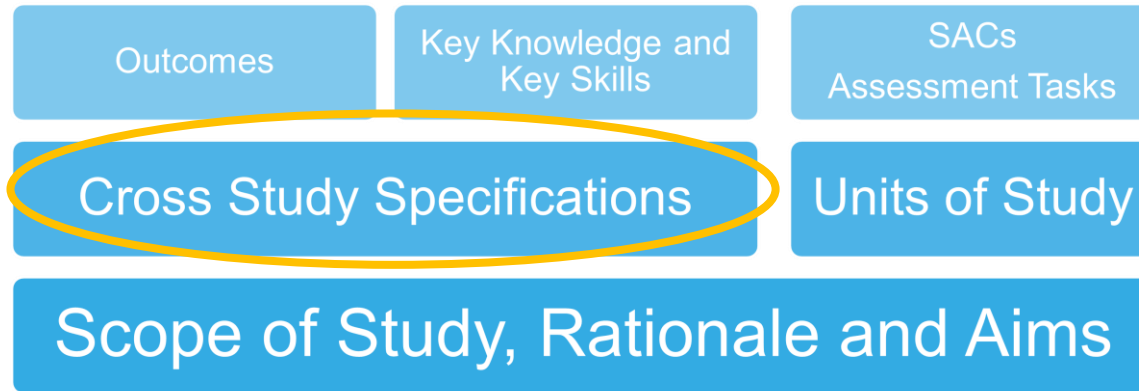 Outcomes
Key Knowledge and
Key Skills
SACs
Assessment Tasks
Cross Study Specifications
Units of Study
Scope of Study, Rationale and Aims